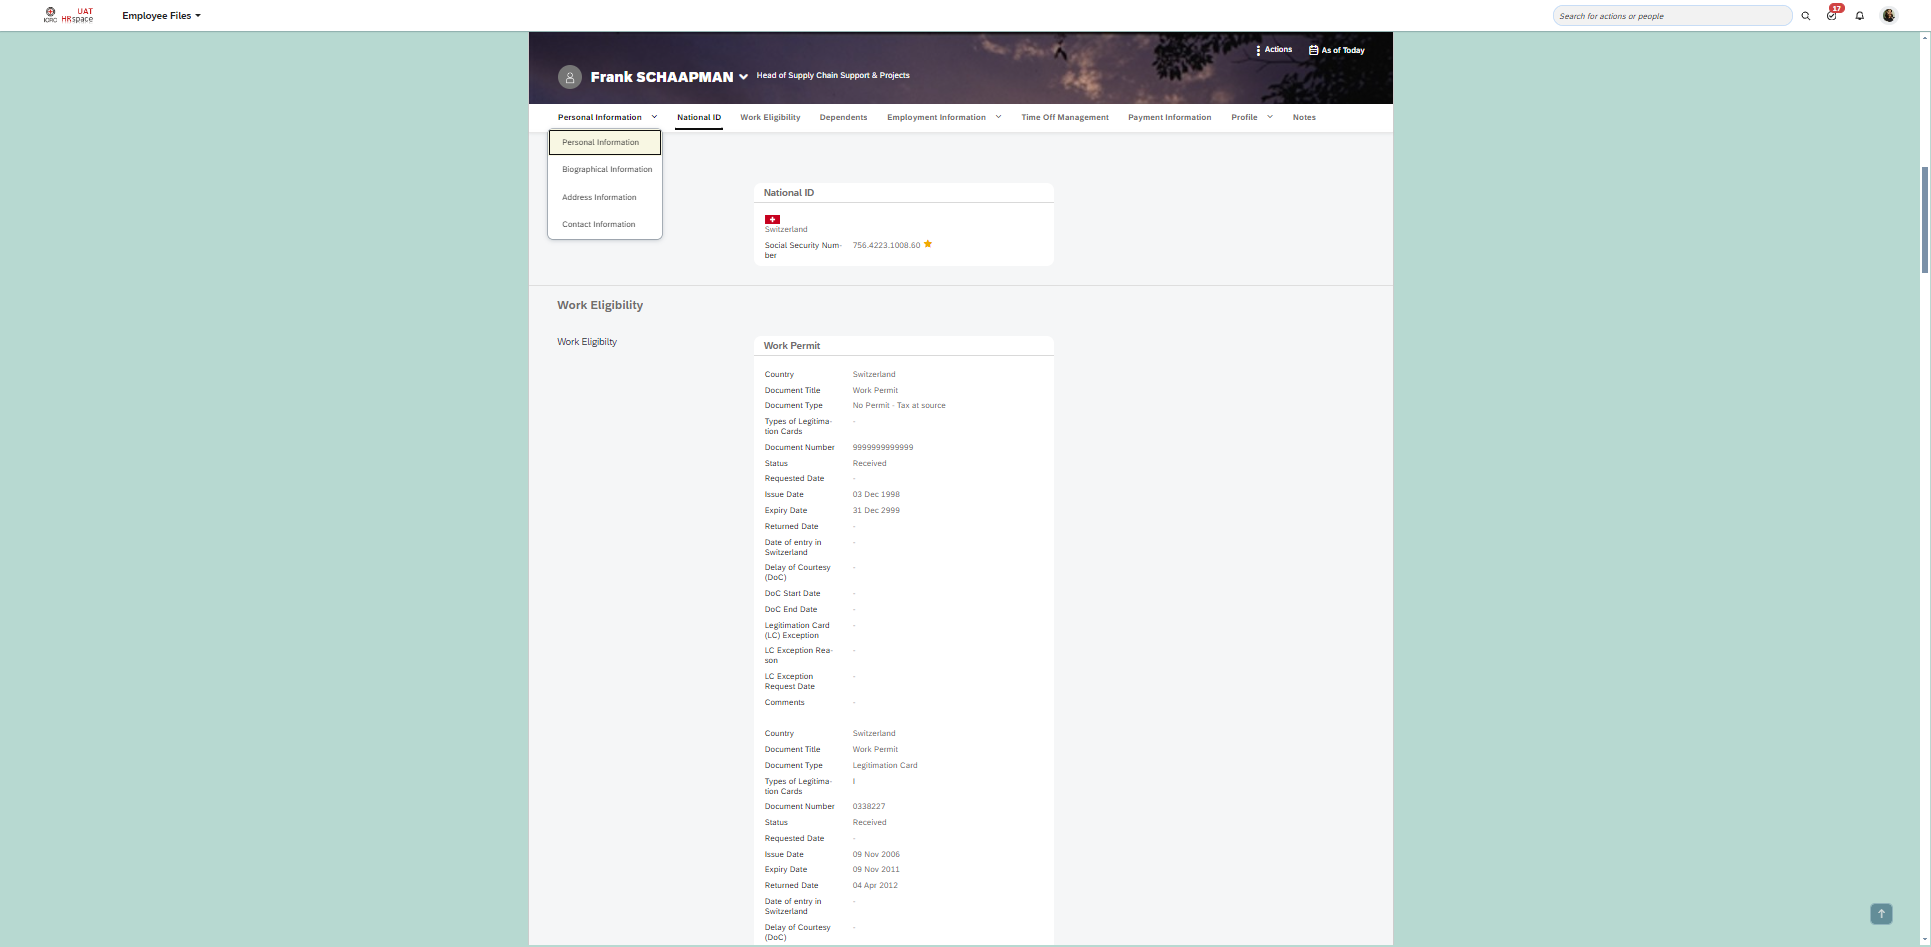 UAT
ICRC HRspace
Employee Files
Search for actions or people
17
Actions
As of Today
Frank SCHAAPMAN
Head of Supply Chain Support & Projects
Personal Information
National ID
Work Eligibility
Dependents
Employment Information
Time Off Management
Payment Information
Profile
Notes
Personal Information
Biographical Information
Address Information
Contact Information
National ID
Switzerland
Social Security Num-
ber
756.4223.1008.60
Work Eligibility
Work Eligibilty
Work Permit
Country Switzerland
Document Title Work Permit
Document Type No Permit - Tax at source
Types of Legitima- -
tion Cards
Document Number 9999999999999
Status Received
Requested Date -
Issue Date 03 Dec 1998
Expiry Date 31 Dec 2999
Returned Date -
Date of entry in -
Switzerland
Delay of Courtesy -
(DoC)
DoC Start Date -
DoC End Date -
Legitimation Card -
(LC) Exception
LC Exception Rea- -
son
LC Exception -
Request Date
Comments -
Country Switzerland
Document Title Work Permit
Document Type Legitimation Card
Types of Legitima- I
tion Cards
Document Number 0338227
Status Received
Requested Date -
Issue Date 09 Nov 2006
Expiry Date 09 Nov 2011
Returned Date 04 Apr 2012
Date of entry in -
Switzerland
Delay of Courtesy -
(DoC)